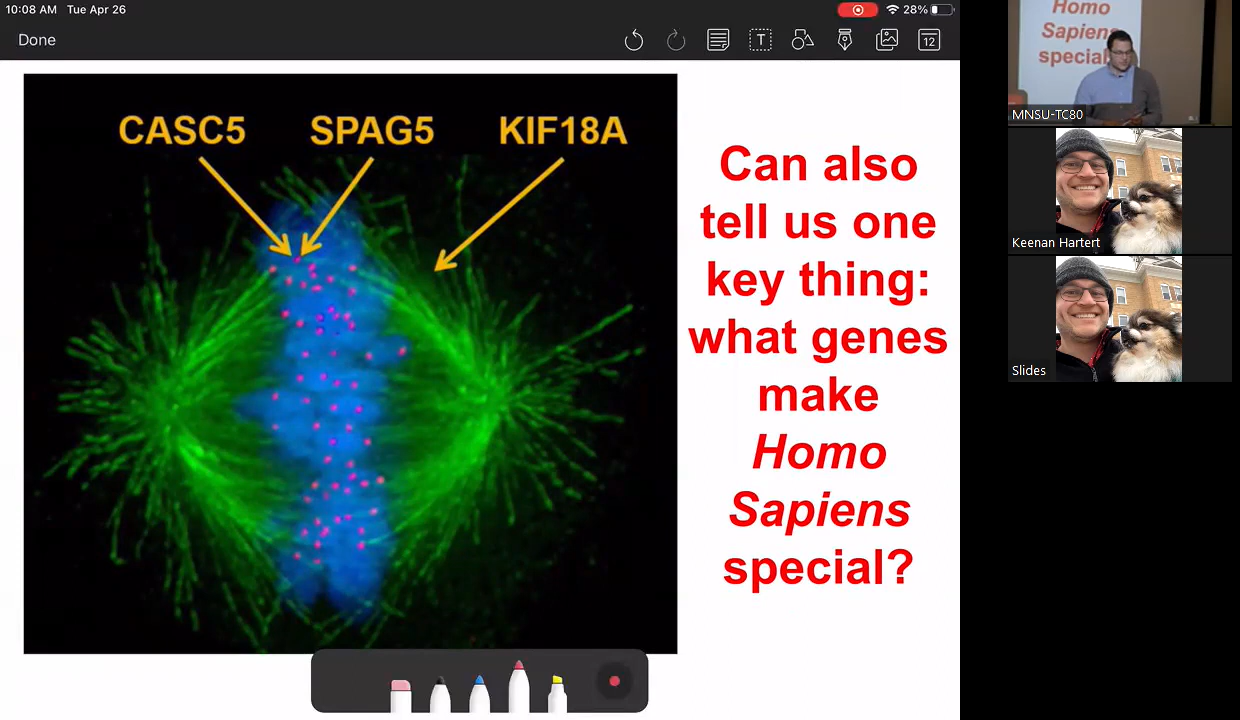 10:08 AM Tue Apr 26
28%
Done
T
12
CASC5 SPAG5 KIF18A
Can also
tell us one
key thing:
what genes
make
Homo
Sapiens
special?
Homo
Sapiens
special
MNSU-TC80
Keenan Hartert
Slides